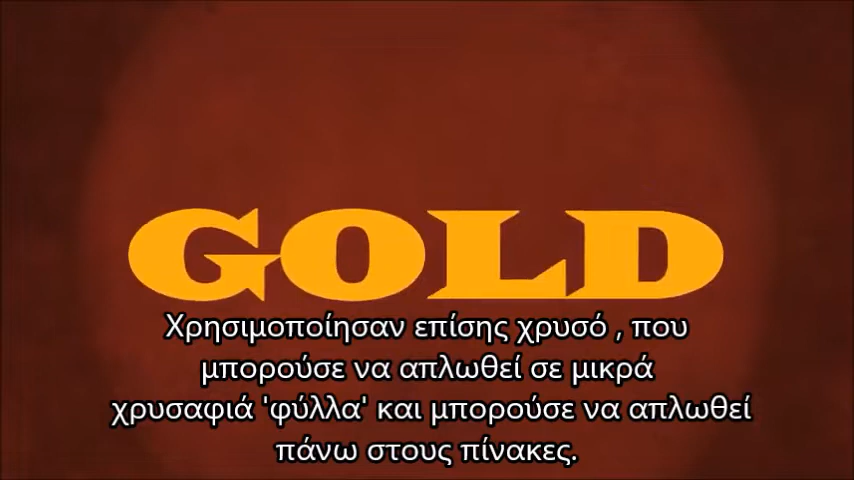 GOLD
Χρησιμοποίησαν επίσης χρυσό , που
μπορούσε να απλωθεί σε μικρά
χρυσαφιά 'φύλλα' και μπορούσε να απλωθεί
πάνω στους πίνακες.